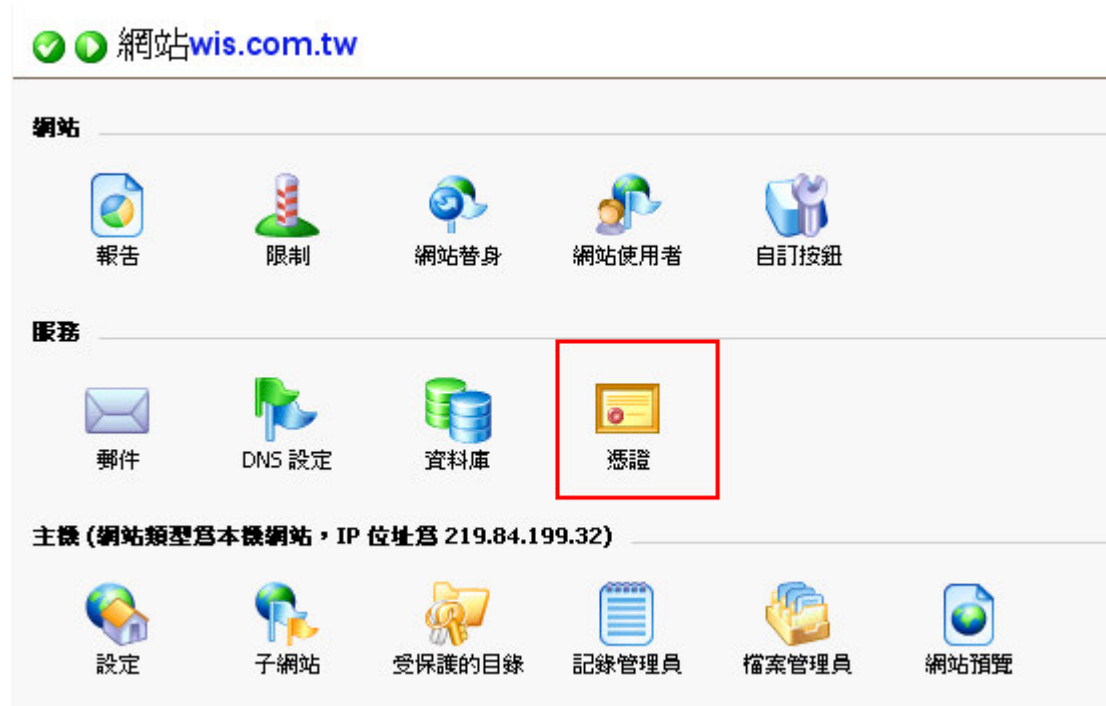 網站wis.com.tw
網站
報告 限制 網站替身 網站使用者 自訂按鈕
服務
郵件 DNS 設定 資料庫 憑證
主機 (網站類型為本機網站，IP 位址為 219.84.199.32)
設定 子網站 受保護的目錄 記錄管理員 檔案管理員 網站預覽